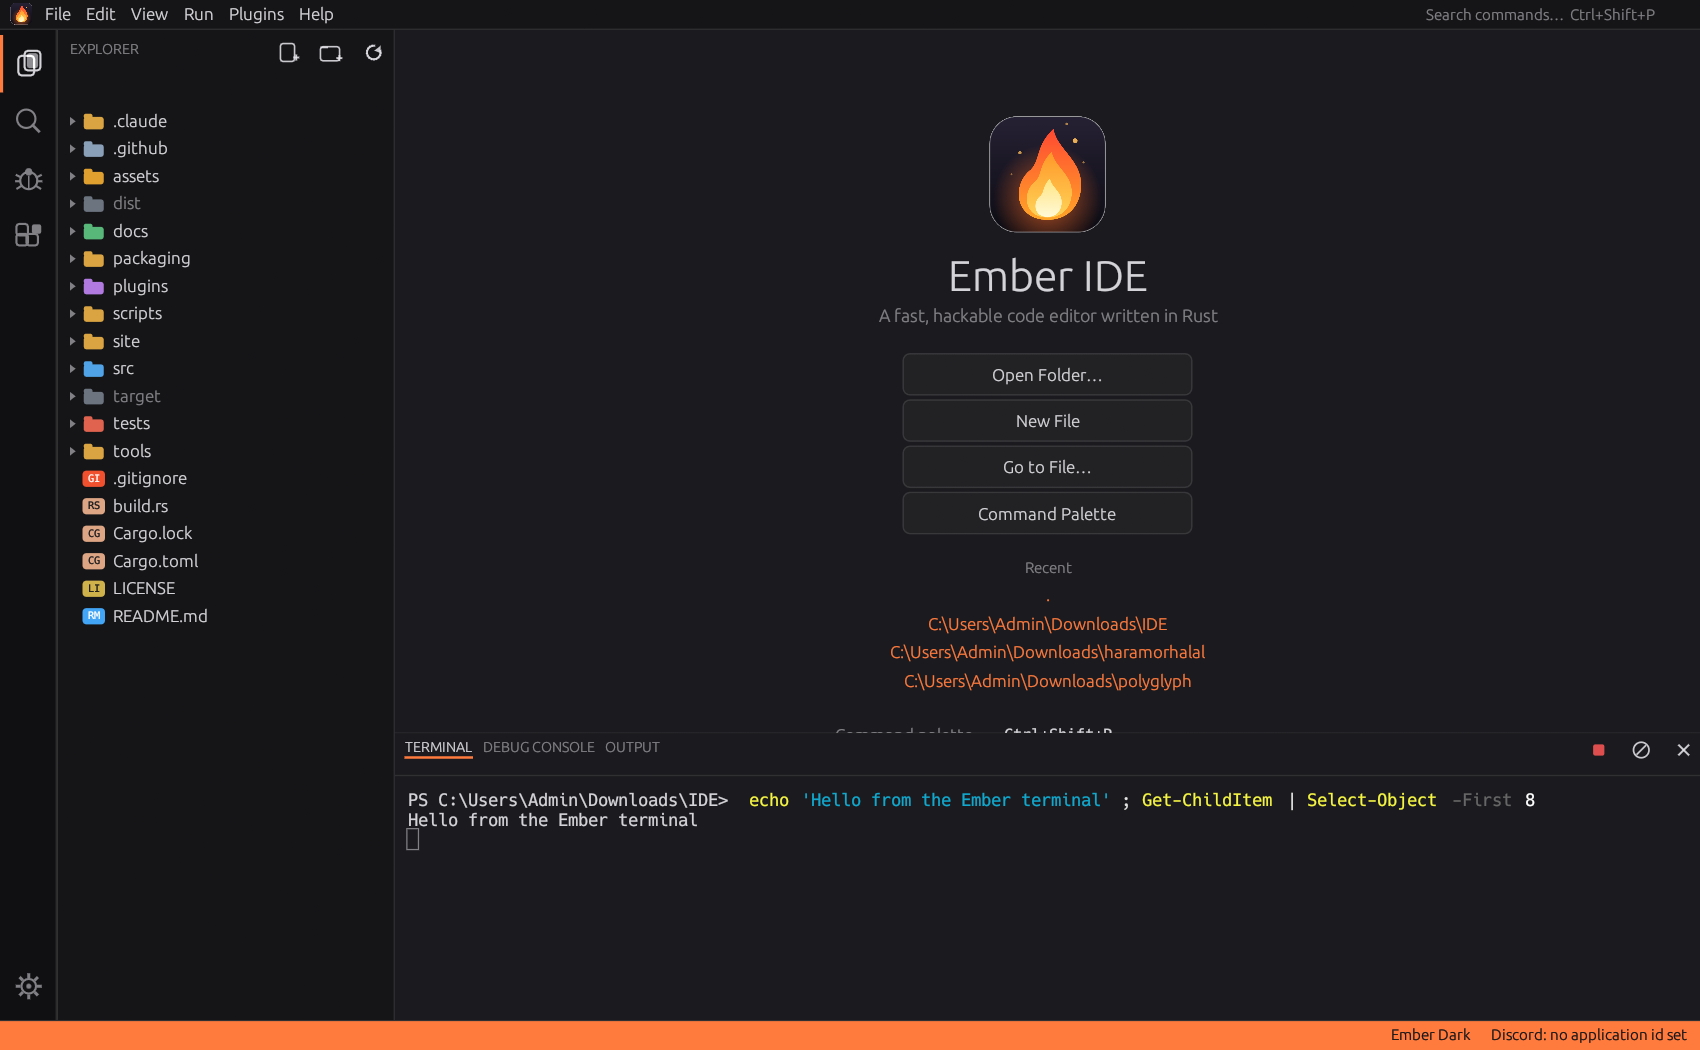 File Edit View Run Plugins Help
Search commands... Ctrl+Shift+P
EXPLORER
.claude
.github
assets
dist
docs
packaging
plugins
scripts
site
src
target
tests
tools
GI .gitignore
RS build.rs
CG Cargo.lock
CG Cargo.toml
LI LICENSE
RM README.md
Ember IDE
A fast, hackable code editor written in Rust
Open Folder...
New File
Go to File...
Command Palette
Recent
.
C:\Users\Admin\Downloads\IDE
C:\Users\Admin\Downloads\haramorhalal
C:\Users\Admin\Downloads\polyglyph
Command palette Ctrl+Shift+P
TERMINAL DEBUG CONSOLE OUTPUT
PS C:\Users\Admin\Downloads\IDE> echo 'Hello from the Ember terminal' ; Get-ChildItem | Select-Object -First 8
Hello from the Ember terminal
Ember Dark Discord: no application id set